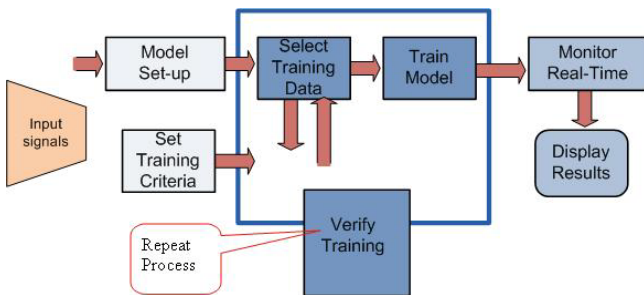 Input
signals
Model
Set-up
Set
Training
Criteria
Select
Training
Data
Train
Model
Verify
Training
Repeat
Process
Monitor
Real-Time
Display
Results